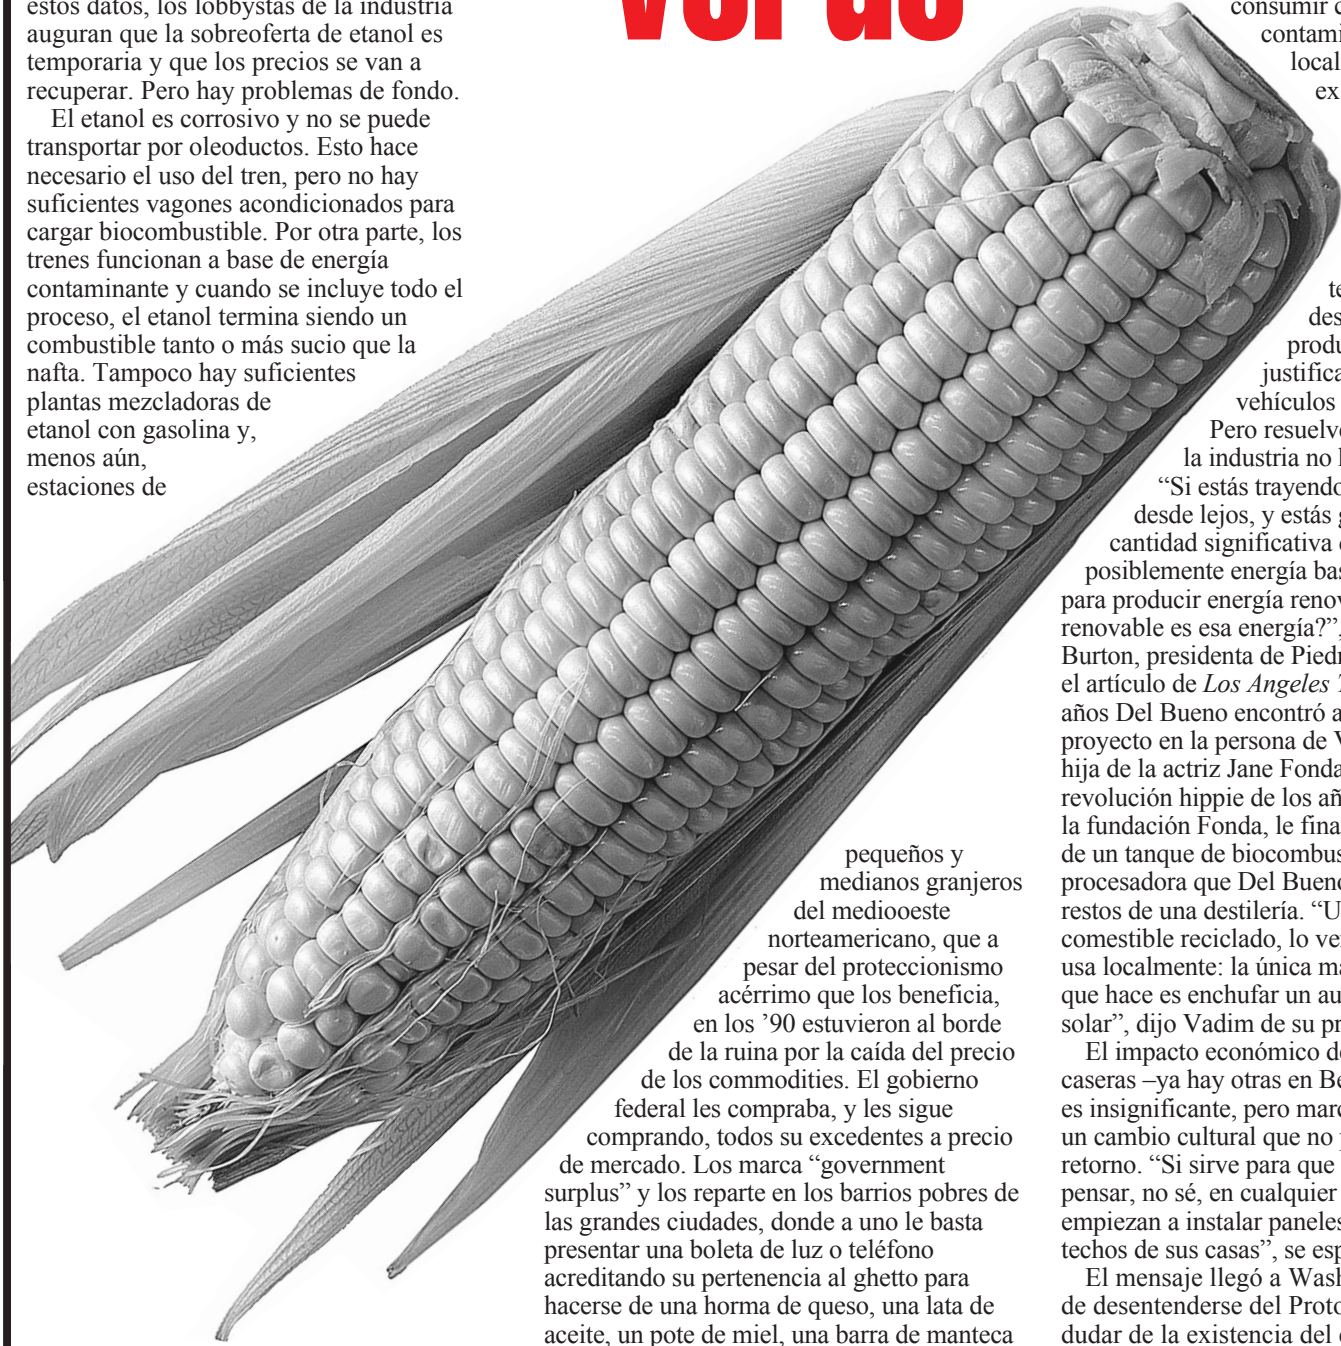 estos datos, los lobbystas de la industria
auguran que la sobreoferta de etanol es
temporaria y que los precios se van a
recuperar. Pero hay problemas de fondo.
El etanol es corrosivo y no se puede
transportar por oleoductos. Esto hace
necesario el uso del tren, pero no hay
suficientes vagones acondicionados para
cargar biocombustible. Por otra parte, los
trenes funcionan a base de energía
contaminante y cuando se incluye todo el
proceso, el etanol termina siendo un
combustible tanto o más sucio que la
nafta. Tampoco hay suficientes
plantas mezcladoras de
etanol con gasolina y,
menos aún,
estaciones de
pequeños y
medianos granjeros
del mediooeste
norteamericano, que a
pesar del proteccionismo
acérrimo que los beneficia,
en los ’90 estuvieron al borde
de la ruina por la caída del precio
de los commodities. El gobierno
federal les compraba, y les sigue
comprando, todos su excedentes a precio
de mercado. Los marca “government
surplus” y los reparte en los barrios pobres de
las grandes ciudades, donde a uno le basta
presentar una boleta de luz o teléfono
acreditando su pertenencia al ghetto para
hacerse de una horma de queso, una lata de
aceite, un pote de miel, una barra de manteca
consumir
contami
local
ex
te
des
produ
justifica
vehículos
Pero resuelv
la industria no
“Si estás trayendo
desde lejos, y estás
cantidad significativa
posiblemente energía bas
para producir energía renov
renovable es esa energía?”,
Burton, presidenta de Pied
el artículo de Los Angeles
años Del Bueno encontró a
proyecto en la persona de V
hija de la actriz Jane Fonda
revolución hippie de los añ
la fundación Fonda, le fina
de un tanque de biocombus
procesadora que Del Bueno
restos de una destilería. “U
comestible reciclado, lo ve
usa localmente: la única ma
que hace es enchufar un au
solar”, dijo Vadim de su pr
El impacto económico de
caseras –ya hay otras en Be
es insignificante, pero marc
un cambio cultural que no
retorno. “Si sirve para que
pensar, no sé, en cualquier
empiezan a instalar paneles
techos de sus casas”, se esp
El mensaje llegó a Wash
de desentenderse del Proto
dudar de la existencia del